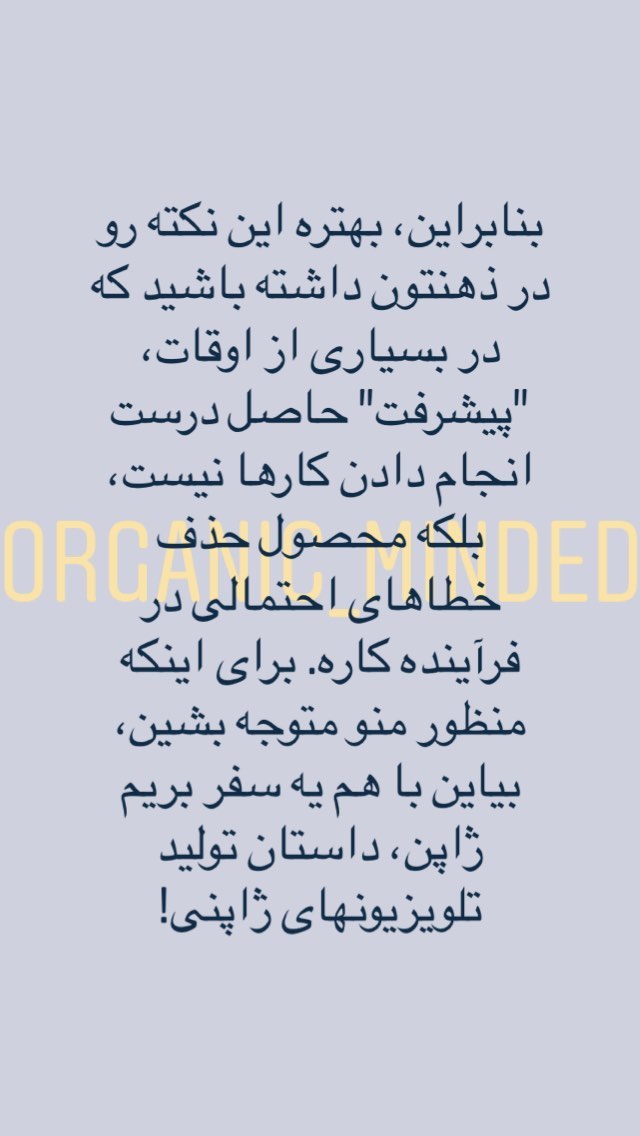 بنابراین، بهتره این نکته رو
در ذهنتون داشته باشید که
در بسیاری از اوقات،
"پیشرفت" حاصل درست
انجام دادن کارها نیست،
بلکه محصول حذف
ORGANIC_MINDED
خطاهای احتمالی در
فرآینده کاره. برای اینکه
منظور منو متوجه بشین،
بیاین با هم یه سفر بریم
ژاپن، داستان تولید
تلویزیونهای ژاپنی!